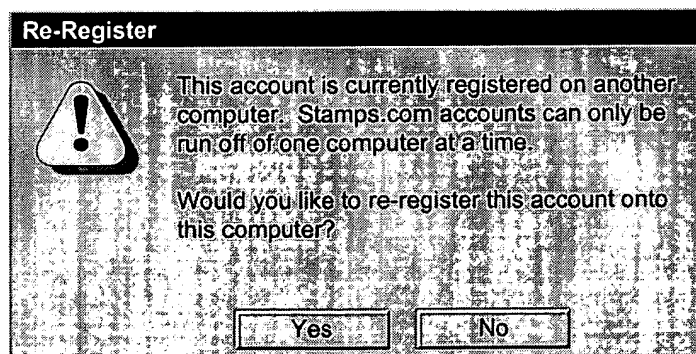 Re-Register
This account is currently registered on another
computer. Stamps.com accounts can only be
run off of one computer at a time.
Would you like to re-register this account onto
this computer?
Yes
No